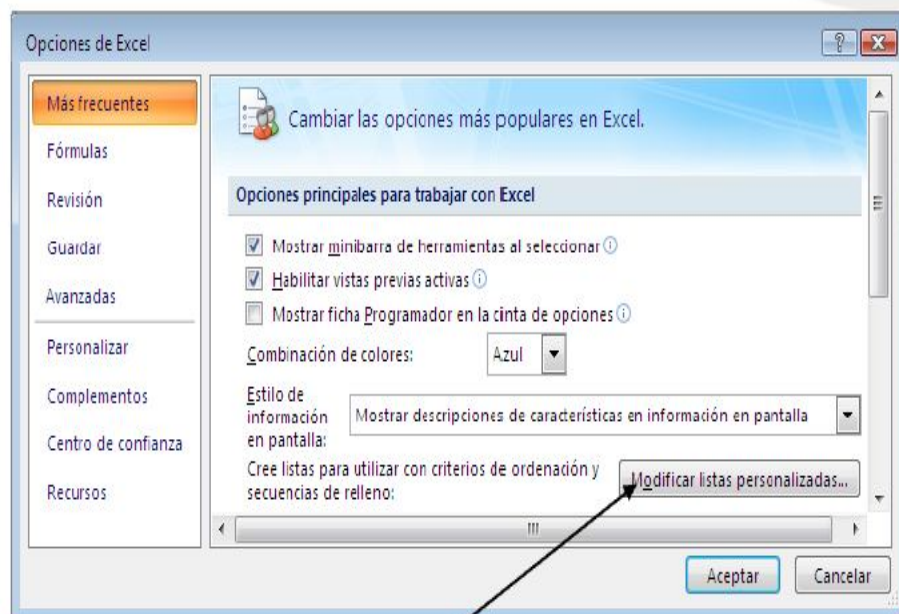 Opciones de Excel
Más frecuentes
Fórmulas
Revisión
Guardar
Avanzadas
Personalizar
Complementos
Centro de confianza
Recursos
Cambiar las opciones más populares en Excel.
Opciones principales para trabajar con Excel
Mostrar minibarra de herramientas al seleccionar
Habilitar vistas previas activas
Mostrar ficha Programador en la cinta de opciones
Combinación de colores: Azul
Estilo de
información
en pantalla:
Mostrar descripciones de características en información en pantalla
Cree listas para utilizar con criterios de ordenación y
secuencias de relleno:
Modificar listas personalizadas...
Aceptar Cancelar